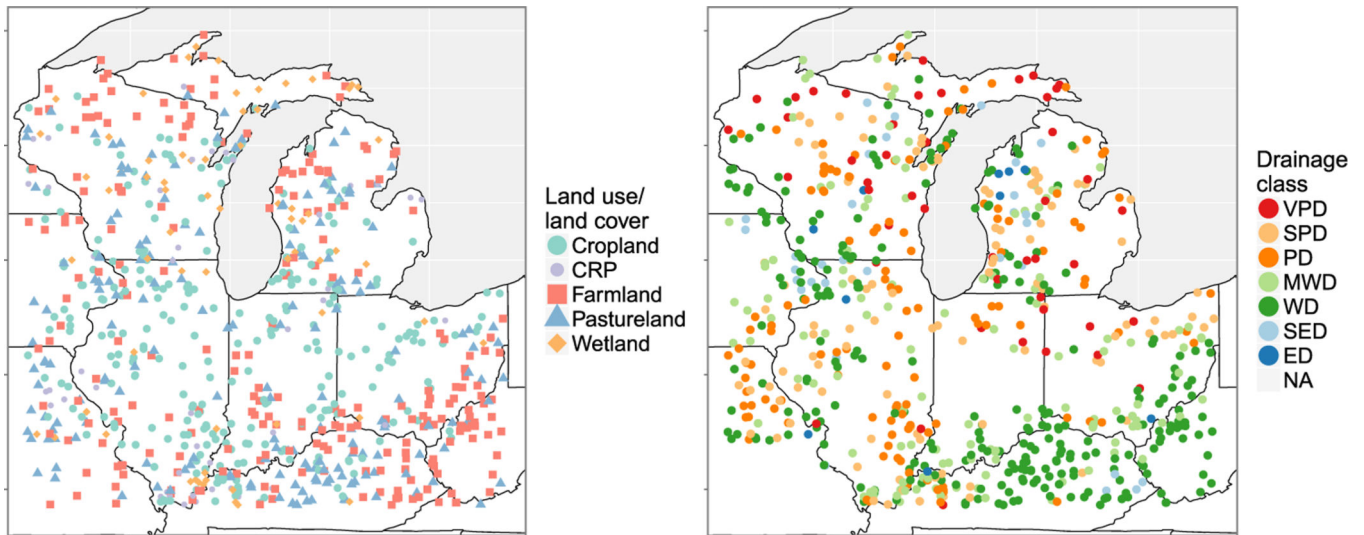 Land use/
land cover
Cropland
CRP
Farmland
Pastureland
Wetland
Drainage
class
VPD
SPD
PD
MWD
WD
SED
ED
NA